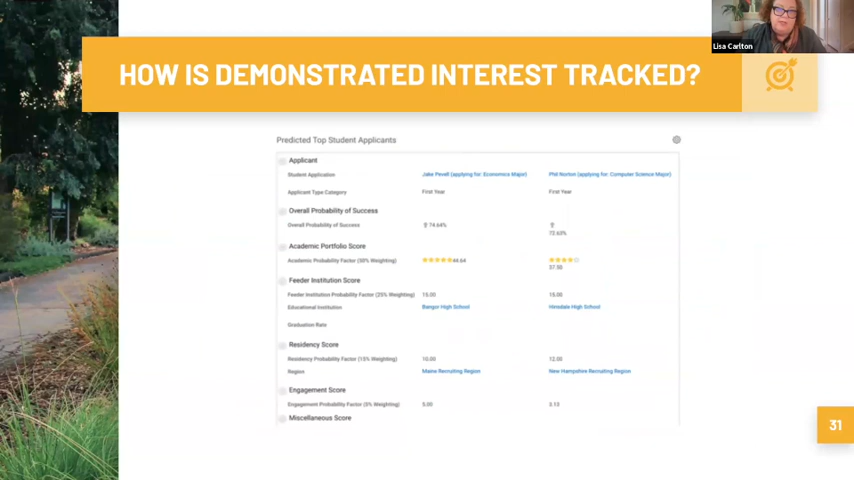 Lisa Carlton
HOW IS DEMONSTRATED INTEREST TRACKED?
Predicted Top Student Applicants
Applicant
Student Application Jake Pevell (applying for: Economics Major) Phil Norton (applying for: Computer Science Major)
Applicant Type Category First Year First Year
Overall Probability of Success
Overall Probability of Success 74.64%
72.63%
Academic Portfolio Score
Academic Probability Factor (50% Weighting) 44.64
37.50
Feeder Institution Score
Feeder Institution Probability Factor (25% Weighting) 15.00 15.00
Educational Institution Bangor High School Hinsdale High School
Graduation Rate
Residency Score
Residency Probability Factor (15% Weighting) 10.00 12.00
Region Maine Recruiting Region New Hampshire Recruiting Region
Engagement Score
Engagement Probability Factor (5% Weighting) 5.00 3.13
Miscellaneous Score
31